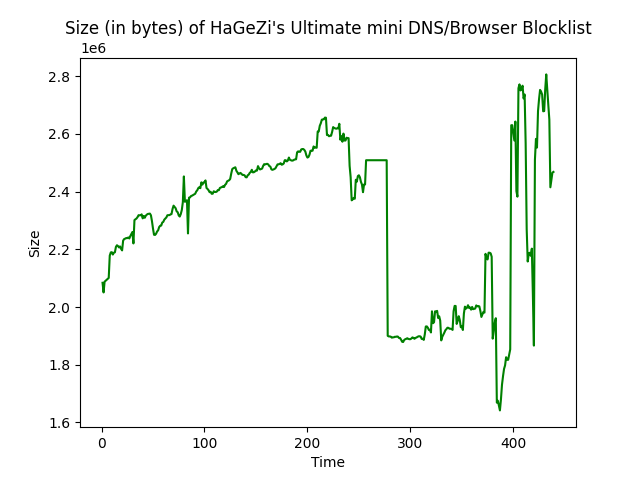 Size (in bytes) of HaGeZi's Ultimate mini DNS/Browser Blocklist
1e6
2.8
2.6
2.4
2.2
2.0
1.8
1.6
Size
0 100 200 300 400
Time